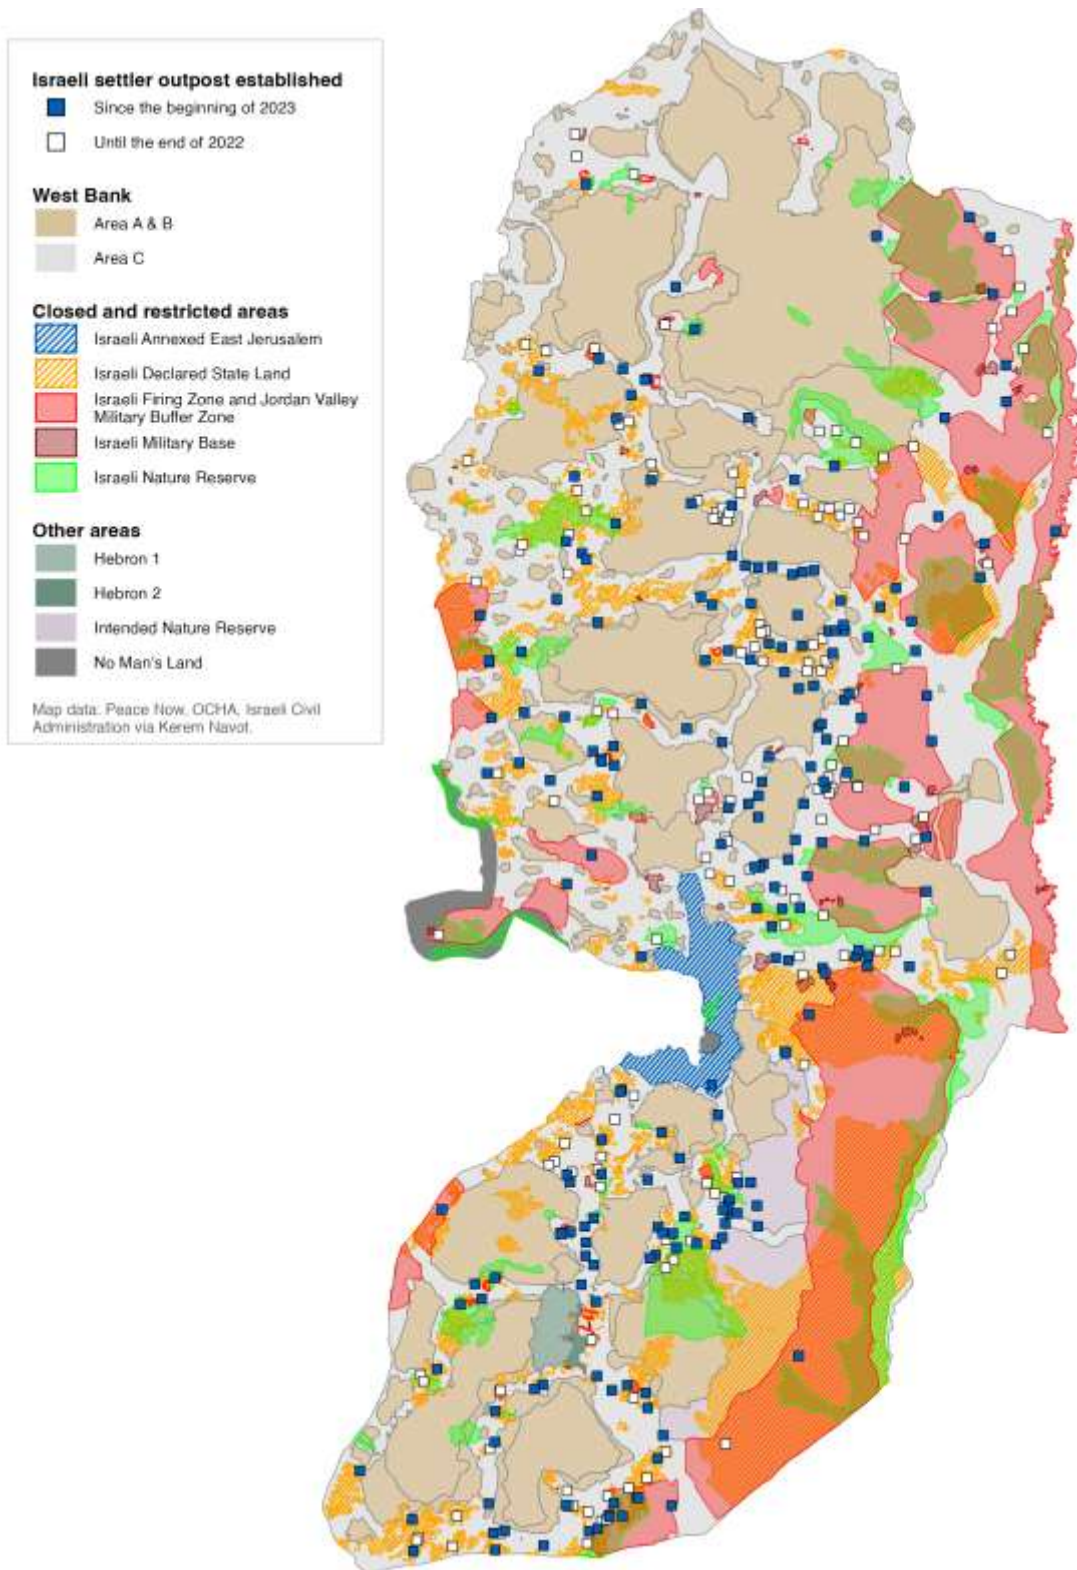 Israeli settler outpost established
Since the beginning of 2023
Until the end of 2022
West Bank
Area A & B
Area C
Closed and restricted areas
Israeli Annexed East Jerusalem
Israeli Declared State Land
Israeli Firing Zone and Jordan Valley
Military Buffer Zone
Israeli Military Base
Israeli Nature Reserve
Other areas
Hebron 1
Hebron 2
Intended Nature Reserve
No Man's Land
Map data: Peace Now, OCHA, Israeli Civil
Administration via Kerem Navot.